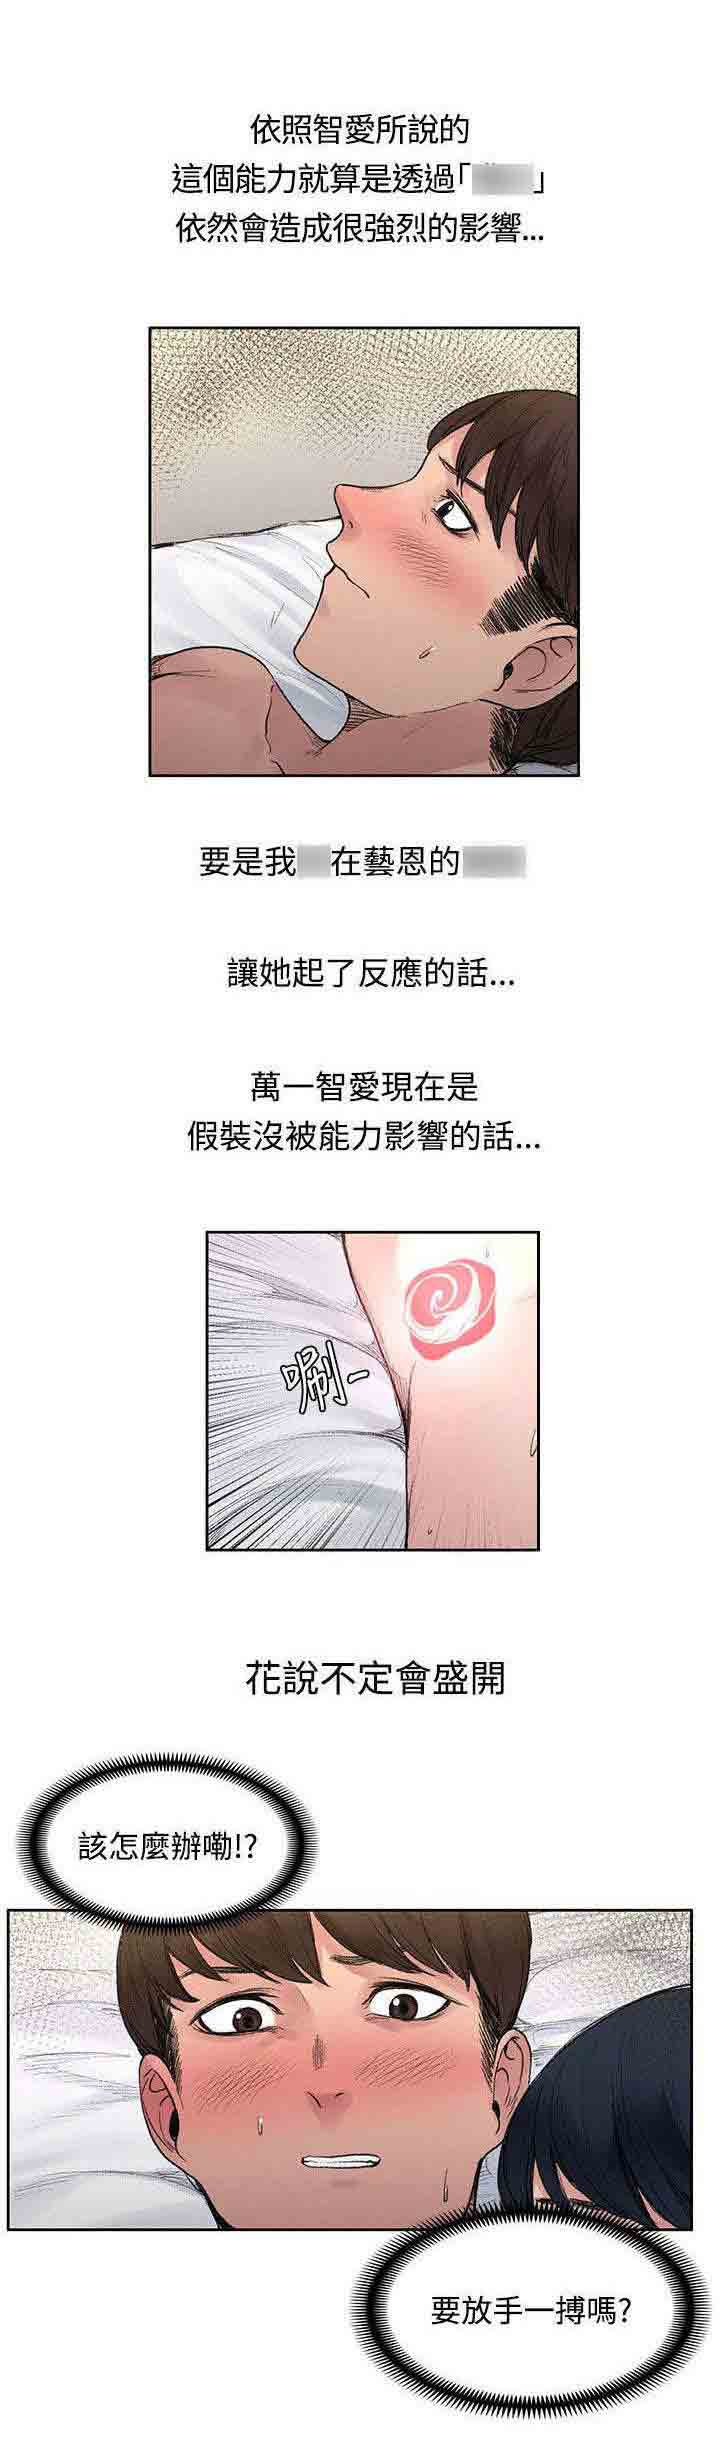 依照智愛所說的
這個能力就算是透過「」
依然會造成很強烈的影響...
要是我在藝恩的
讓她起了反應的話...
萬一智愛現在是
假裝沒被能力影響的話...
唰-
花說不定會盛開
該怎麼辦嘞!?
要放手一搏嗎?